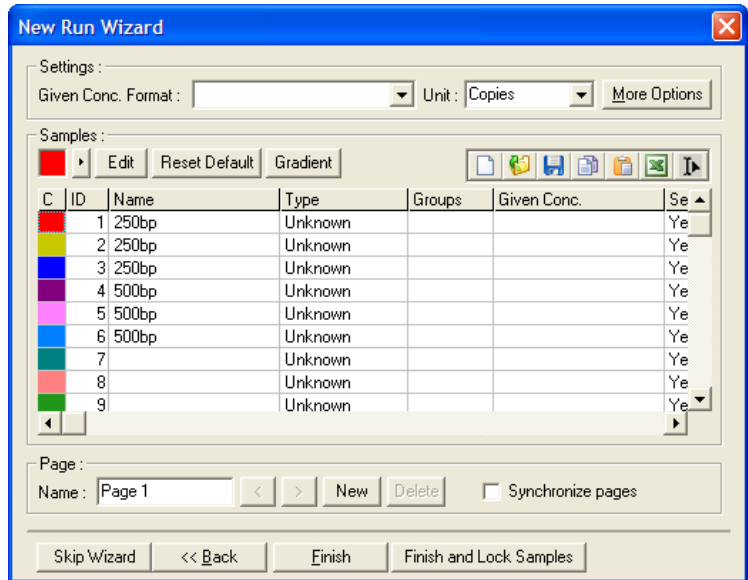 New Run Wizard
Settings :
Given Conc. Format : Unit : Copies More Options
Samples :
Edit Reset Default Gradient
C ID Name Type Groups Given Conc. Se
1 250bp Unknown Ye
2 250bp Unknown Ye
3 250bp Unknown Ye
4 500bp Unknown Ye
5 500bp Unknown Ye
6 500bp Unknown Ye
7 Unknown Ye
8 Unknown Ye
9 Unknown Ye
Page :
Name : Page 1 < > New Delete Synchronize pages
Skip Wizard << Back Finish Finish and Lock Samples